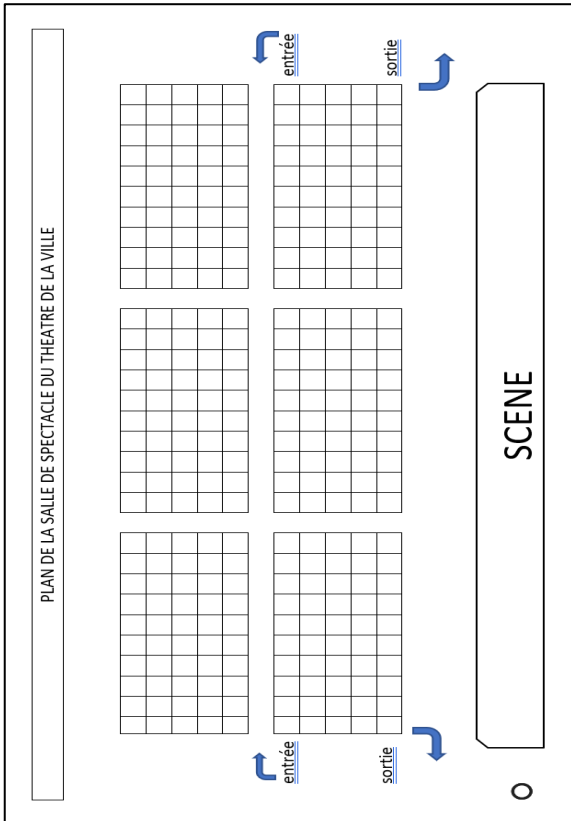 PLAN DE LA SALLE DE SPECTACLE DU THEATRE DE LA VILLE
entrée
entrée
sortie
sortie
SCENE
O